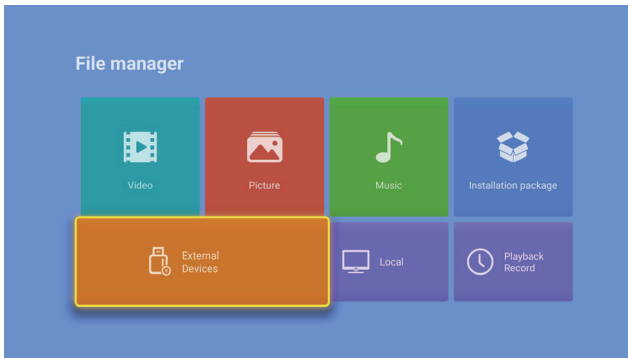 File manager
Video
Picture
Music
Installation package
External
Devices
Local
Playback
Record